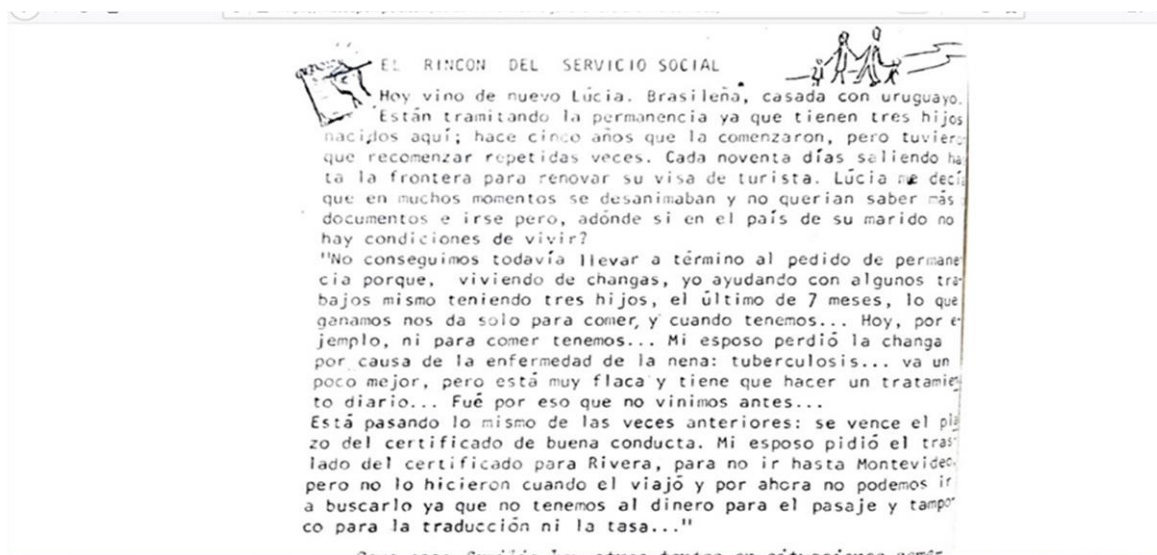 EL RINCON DEL SERVICIO SOCIAL
Hoy vino de nuevo Lúcia. Brasileña, casada con uruguayo.
Están tramitando la permanencia ya que tienen tres hijos
nacidos aquí; hace cinco años que la comenzaron, pero tuviero
que recomenzar repetidas veces. Cada noventa días saliendo ha
ta la frontera para renovar su visa de turista. Lúcia me decía
que en muchos momentos se desanimaban y no querian saber más
documentos e irse pero, adónde si en el país de su marido no
hay condiciones de vivir?
"No conseguimos todavía llevar a término al pedido de permane
cia porque, viviendo de changas, yo ayudando con algunos tra-
bajos mismo teniendo tres hijos, el último de 7 meses, lo que
ganamos nos da solo para comer, y cuando tenemos... Hoy, por e-
jemplo, ni para comer tenemos... Mi esposo perdió la changa
por causa de la enfermedad de la nena: tuberculosis... va un
poco mejor, pero está muy flaca y tiene que hacer un tratamie
to diario... Fué por eso que no vinimos antes...
Está pasando lo mismo de las veces anteriores: se vence el pla
zo del certificado de buena conducta. Mi esposo pidió el tras-
lado del certificado para Rivera, para no ir hasta Montevideo,
pero no lo hicieron cuando el viajó y por ahora no podemos ir
a buscarlo ya que no tenemos al dinero para el pasaje y tampo-
co para la traducción ni la tasa..."